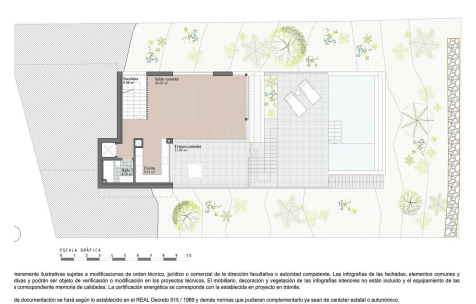 Escalera
Salón comedor
Terraza comedor
Cocina
ESCALA GRÁFICA
0 1 2 3 4 5 10
meramente ilustrativos sujetas a modificaciones de orden técnico, jurídico o comercial de la dirección facultativa o autoridad competente. Las infografías de las fachadas, elementos comunes y
rativas y podrán ser objeto de verificación o modificación en los proyectos técnicos. El mobiliario, decoración y vegetación de las infografías interiores no están incluido y el equipamiento de las
a correspondiente memoria de calidades. La certificación energética se corresponde con la establecida en proyecto en trámite.
de documentación se hará según lo establecido en el REAL Decreto 515 / 1989 y demás normas que pudieran complementarlo ya sean de carácter estatal o autonómico.